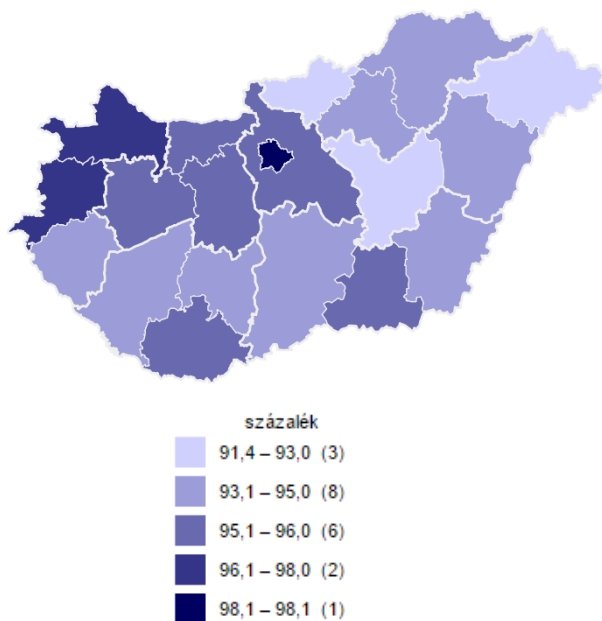 százalék
91,4 – 93,0 (3)
93,1 – 95,0 (8)
95,1 – 96,0 (6)
96,1 – 98,0 (2)
98,1 – 98,1 (1)